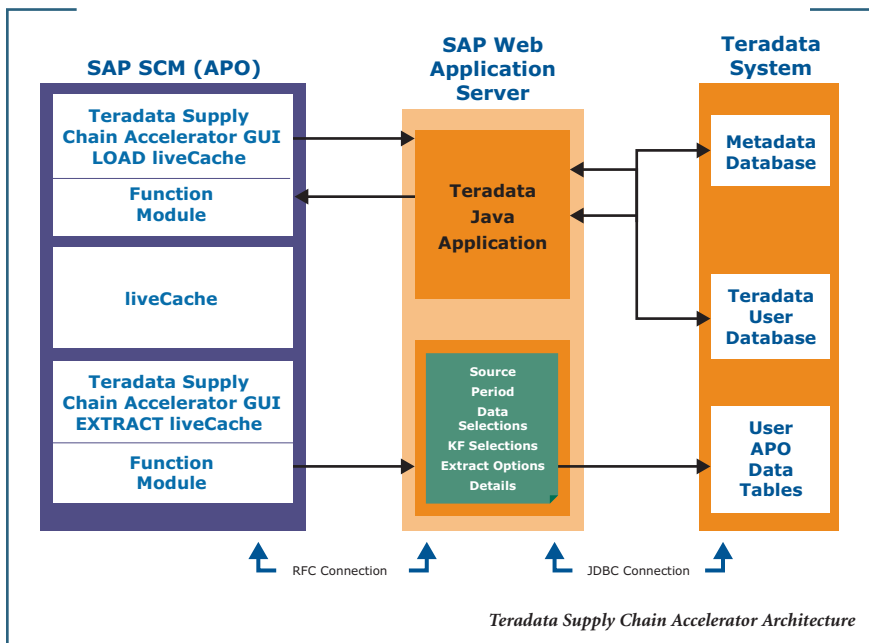 SAP SCM (APO)
Teradata Supply
Chain Accelerator GUI
LOAD liveCache
Function
Module
liveCache
Teradata Supply
Chain Accelerator GUI
EXTRACT liveCache
Function
Module
SAP Web
Application
Server
Teradata
Java
Application
Source
Period
Data
Selections
KF Selections
Extract Options
Details
Teradata
System
Metadata
Database
Teradata
User
Database
User
APO
Data
Tables
RFC Connection
JDBC Connection
Teradata Supply Chain Accelerator Architecture